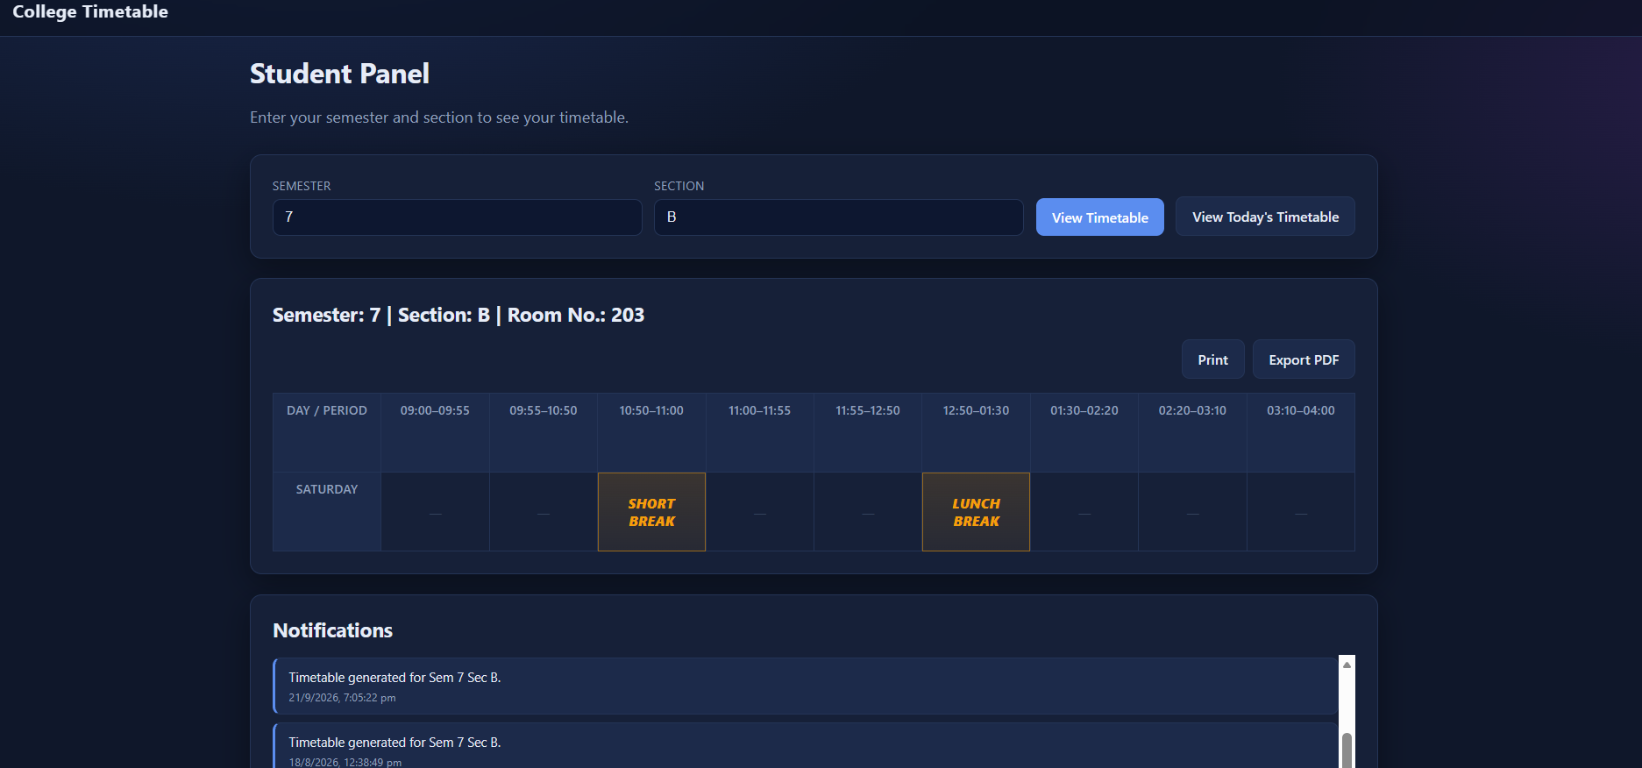 College Timetable
Student Panel
Enter your semester and section to see your timetable.
SEMESTER
SECTION
7
B
View Timetable
View Today's Timetable
Semester: 7 | Section: B | Room No.: 203
Print
Export PDF
DAY / PERIOD 09:00–09:55 09:55–10:50 10:50–11:00 11:00–11:55 11:55–12:50 12:50–01:30 01:30–02:20 02:20–03:10 03:10–04:00
SATURDAY — — SHORT BREAK — — LUNCH BREAK — — —
Notifications
Timetable generated for Sem 7 Sec B.
21/9/2026, 7:05:22 pm
Timetable generated for Sem 7 Sec B.
18/8/2026, 12:38:49 pm